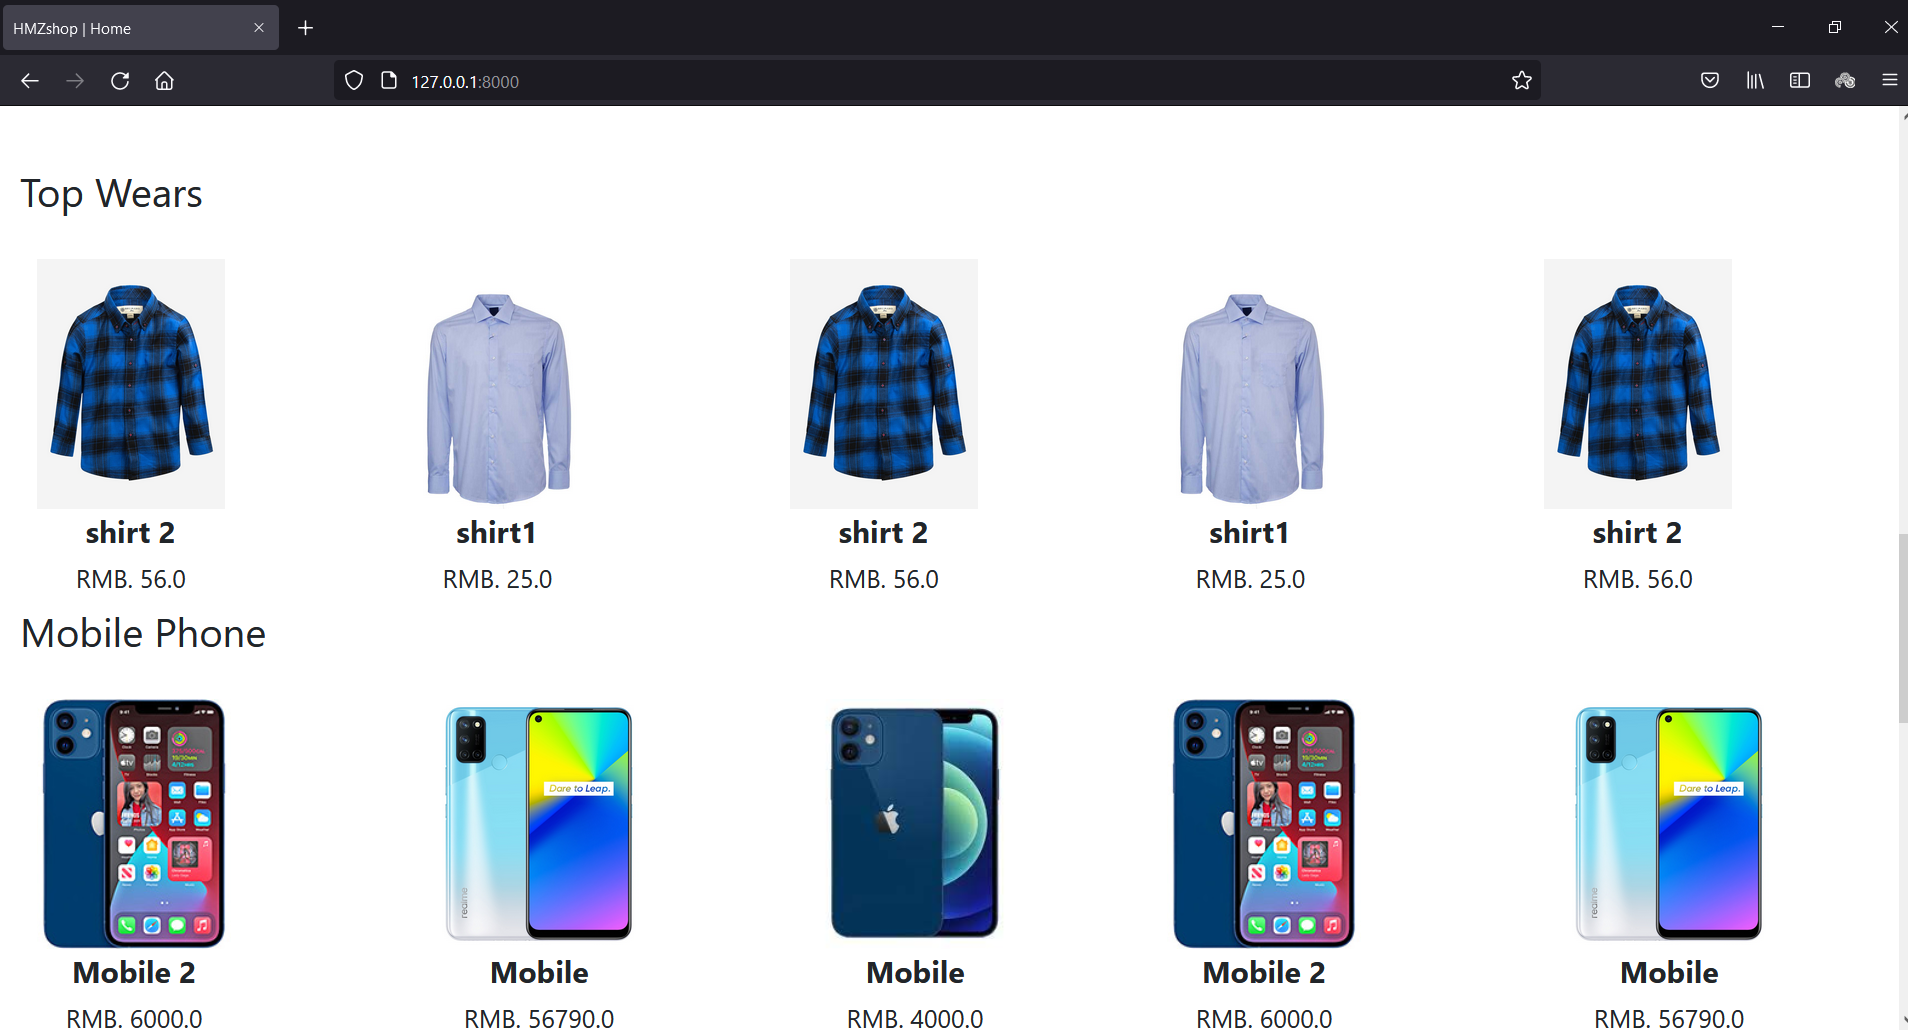 HMZshop | Home
127.0.0.1:8000
Top Wears
shirt 2 shirt1 shirt 2 shirt1 shirt 2
RMB. 56.0 RMB. 25.0 RMB. 56.0 RMB. 25.0 RMB. 56.0
Mobile Phone
Dare to Leap. Dare to Leap.
realme realme
Mobile 2 Mobile Mobile Mobile 2 Mobile
RMB. 6000.0 RMB. 56790.0 RMB. 4000.0 RMB. 6000.0 RMB. 56790.0